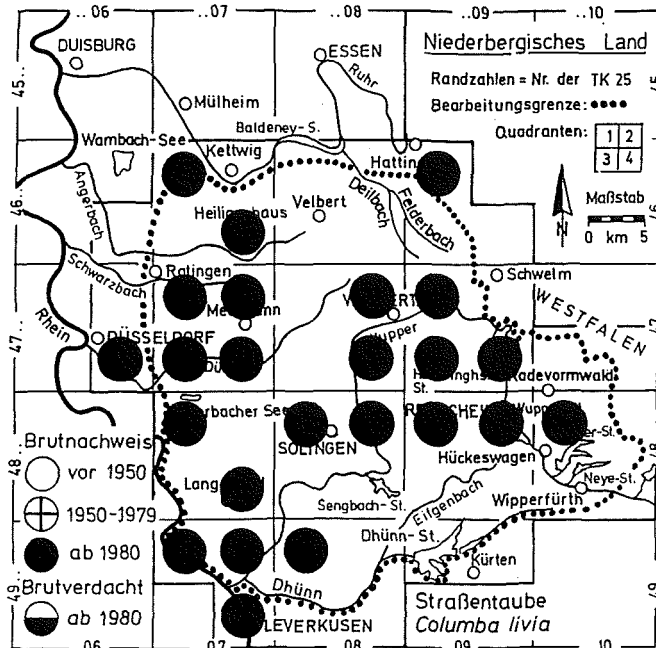 ..06 ..07 ..08 ..09 ..10
DUISBURG
ESSEN
Niederbergisches Land
45..
Ruhr
Randzahlen = Nr. der TK 25
Mülheim
Bearbeitungsgrenze:
Baldeney-S.
Quadranten:
1 2
3 4
Wambach-See
Kettwig
Hattin
Maßstab
0 km 5
N
46..
Angerbach
Heiligenhaus
Velbert
Deilbach
Felderbach
Schwarzbach
Ratingen
Schwelm
WESTFALEN
Rhein
DÜSSELDORF
Wupper
47..
Radevormwald
St.
erbacher See
SOLINGEN
Brutnachweis
vor 1950
1950-1979
ab 1980
Brutverdacht
ab 1980
48..
Hückeswagen
Neye-St.
Lang
Sengbach-St.
Eifgenbach
Wipperfürth
Dhünn-St.
Kürten
49..
Dhünn
LEVERKUSEN
Straßentaube
Columba livia
..06 07 08 09 10